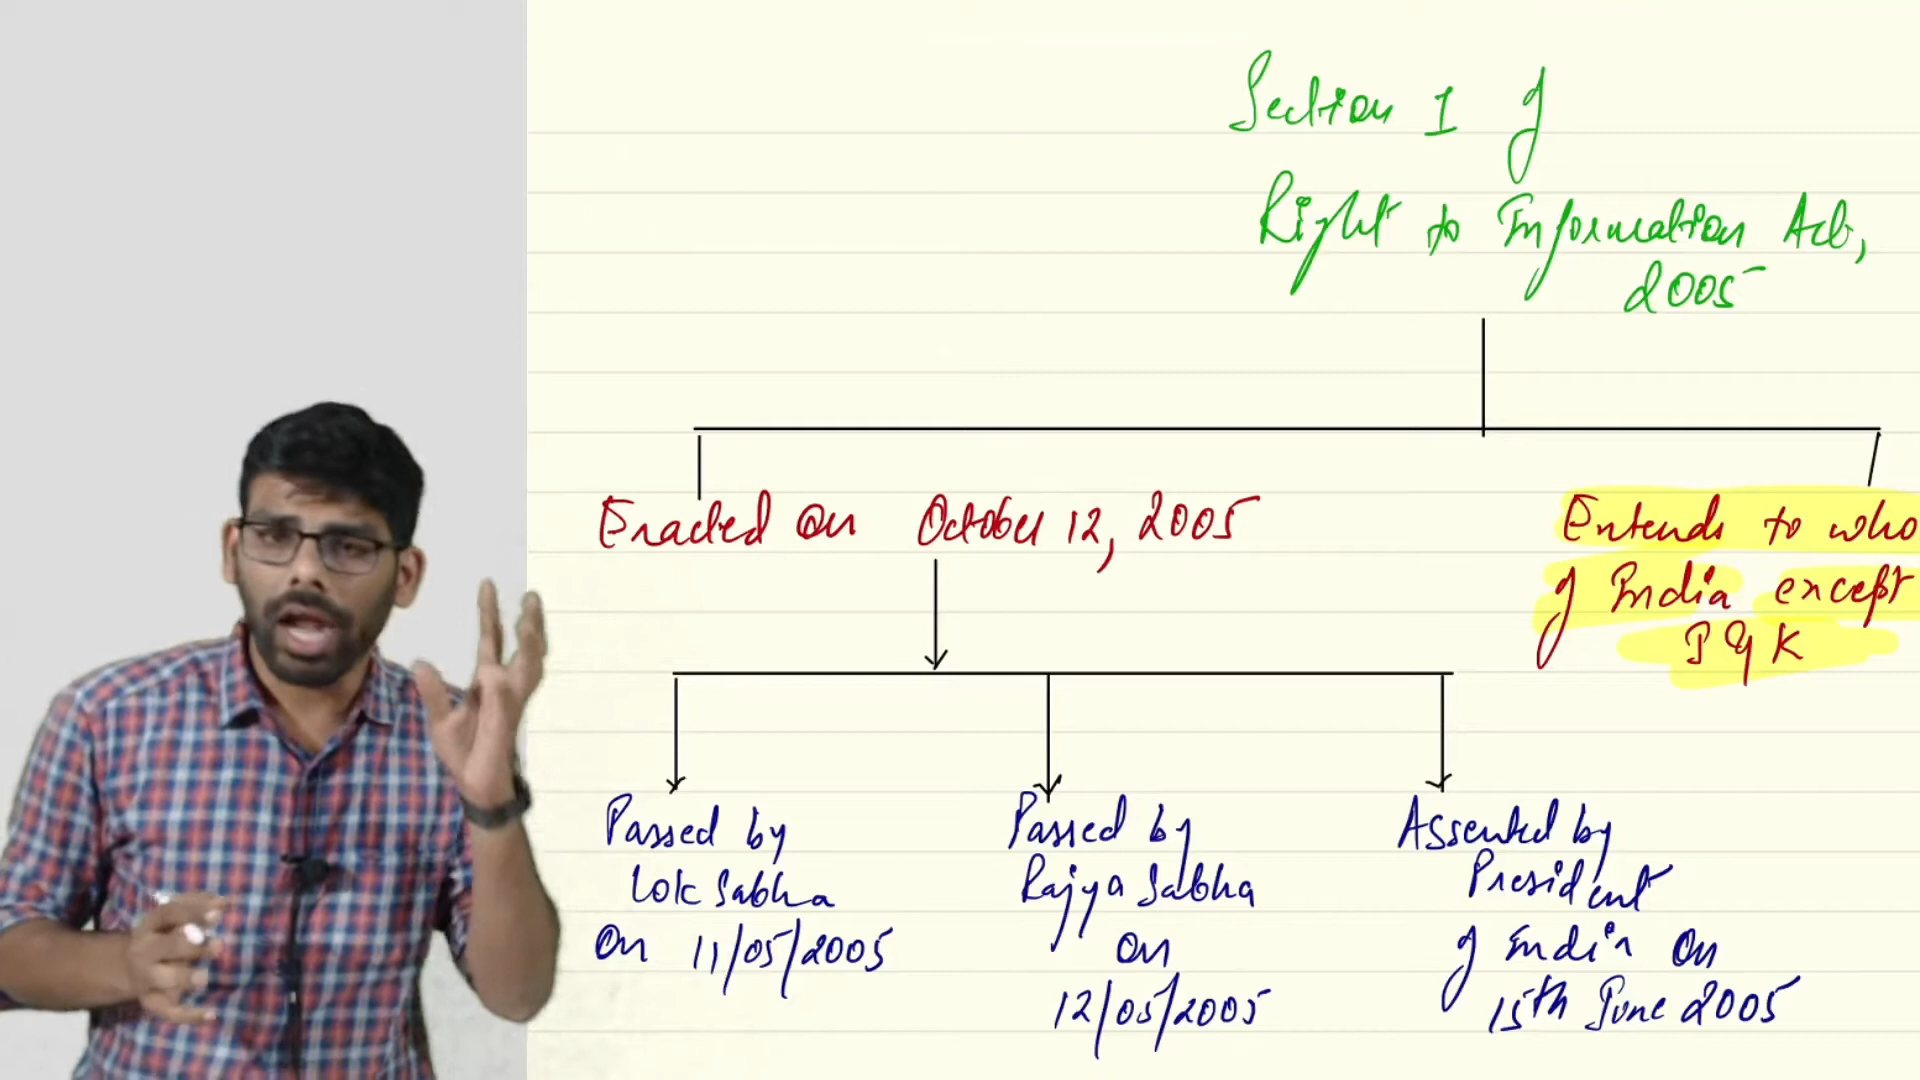 Section 1 of
Right to Information Act,
2005
Enacted on October 12, 2005
Extends to who
of India except
J & K
Passed by
Lok Sabha
on 11/05/2005
Passed by
Rajya Sabha
on
12/05/2005
Assented by
President
of India on
15th June 2005